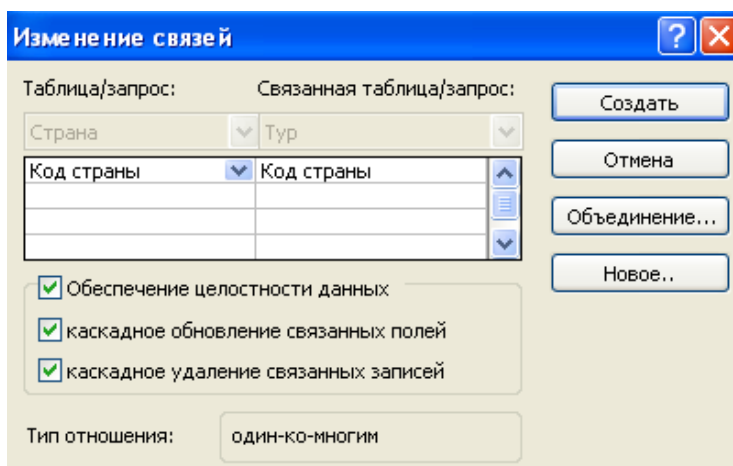 Изменение связей
Таблица/запрос: Связанная таблица/запрос:
Создать
Страна Тур
Код страны Код страны
Отмена
Объединение...
Новое..
Обеспечение целостности данных
каскадное обновление связанных полей
каскадное удаление связанных записей
Тип отношения: один-ко-многим